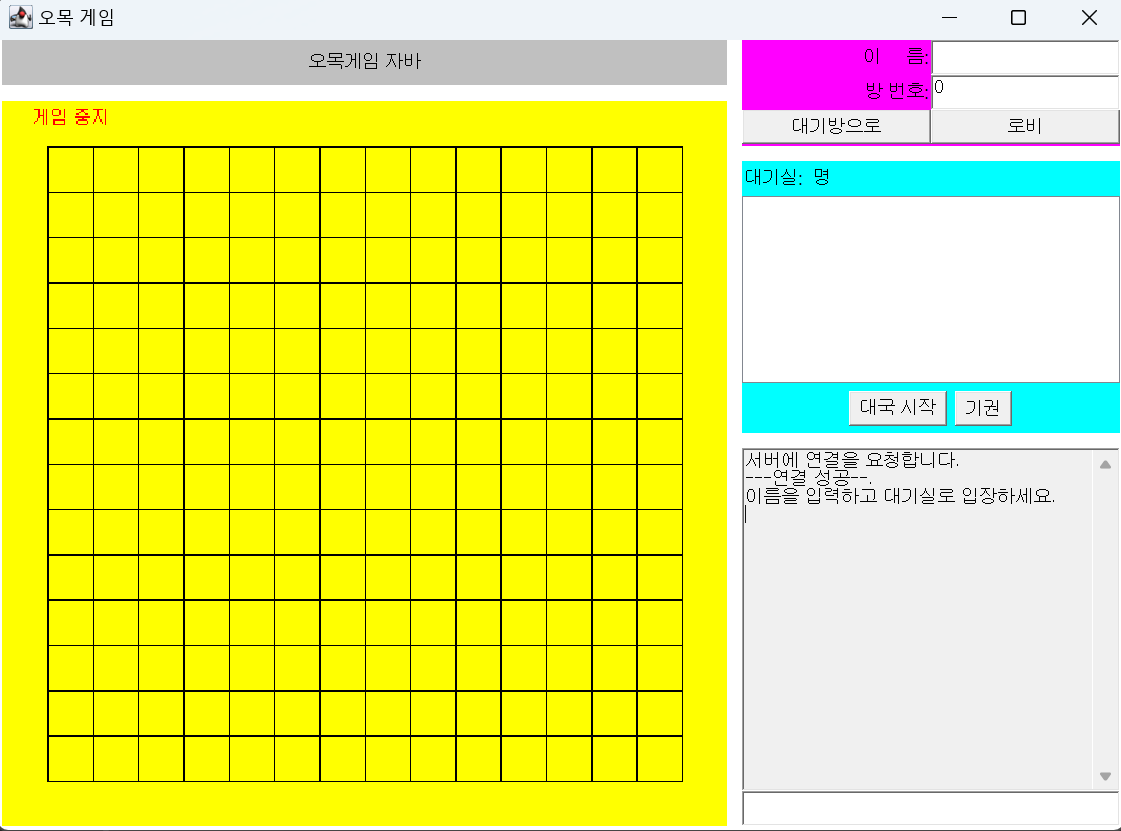 오목 게임
오목게임 자바
게임 중지
이 름:
방 번호: 0
대기방으로 로비
대기실: 명
대국 시작 기권
서버에 연결을 요청합니다.
---연결 성공--.
이름을 입력하고 대기실로 입장하세요.